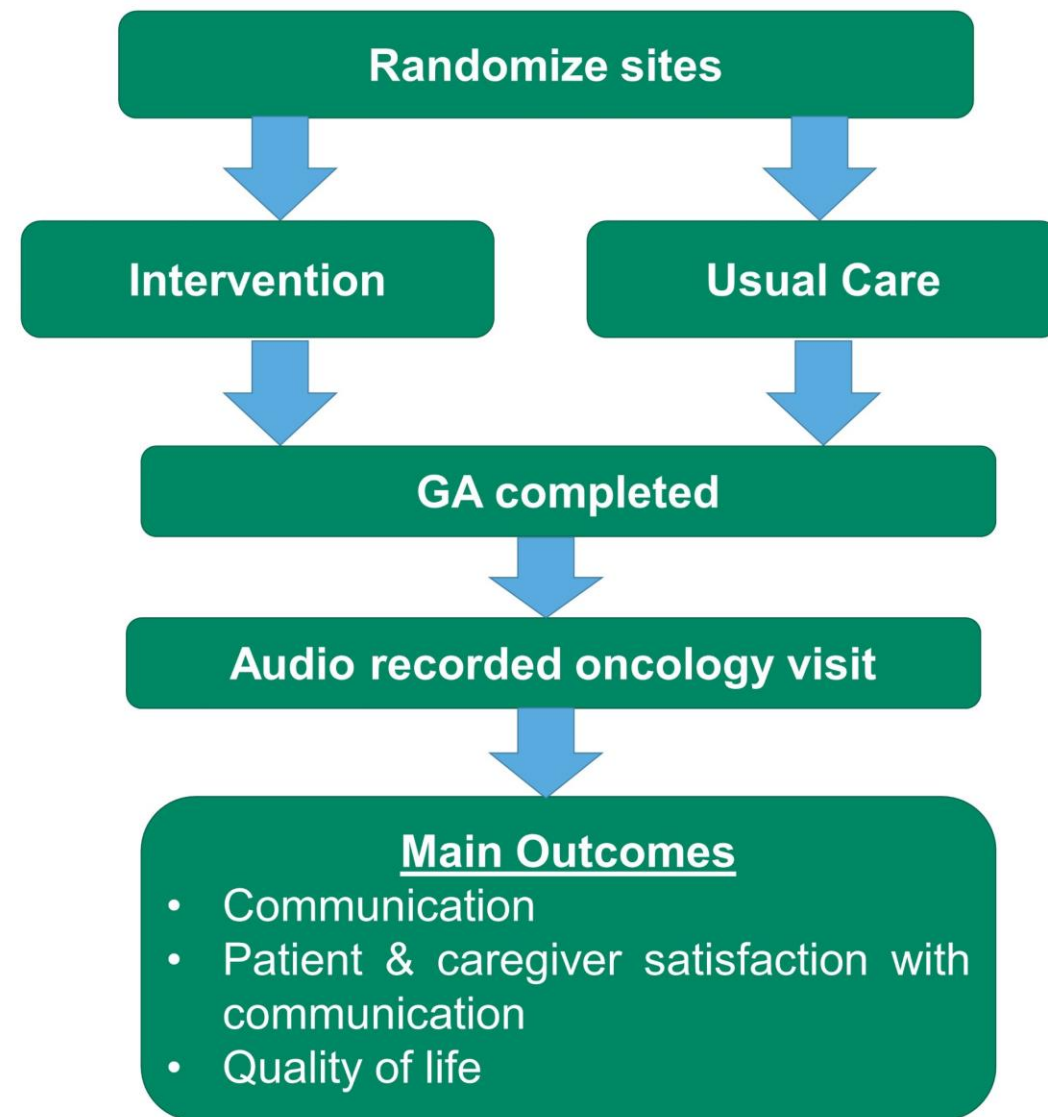 Randomize sites
Intervention
Usual Care
GA completed
Audio recorded oncology visit
Main Outcomes
• Communication
• Patient & caregiver satisfaction with
communication
• Quality of life